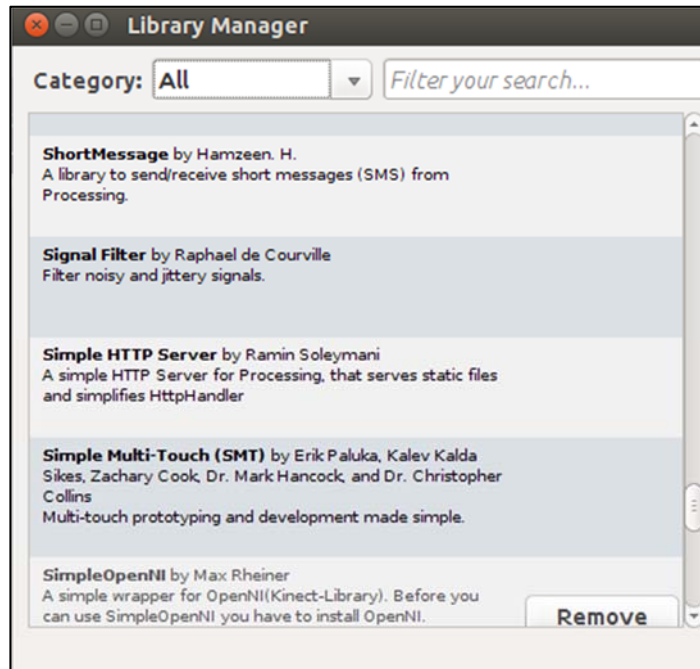 Library Manager
Category: All Filter your search...
ShortMessage by Hamzeen. H.
A library to send/receive short messages (SMS) from
Processing.
Signal Filter by Raphael de Courville
Filter noisy and jittery signals.
Simple HTTP Server by Ramin Soleymani
A simple HTTP Server for Processing, that serves static files
and simplifies HttpHandler
Simple Multi-Touch (SMT) by Erik Paluka, Kalev Kalda
Sikes, Zachary Cook, Dr. Mark Hancock, and Dr. Christopher
Collins
Multi-touch prototyping and development made simple.
SimpleOpenNI by Max Rheiner
A simple wrapper for OpenNI(Kinect-Library). Before you
can use SimpleOpenNI you have to install OpenNI.
Remove